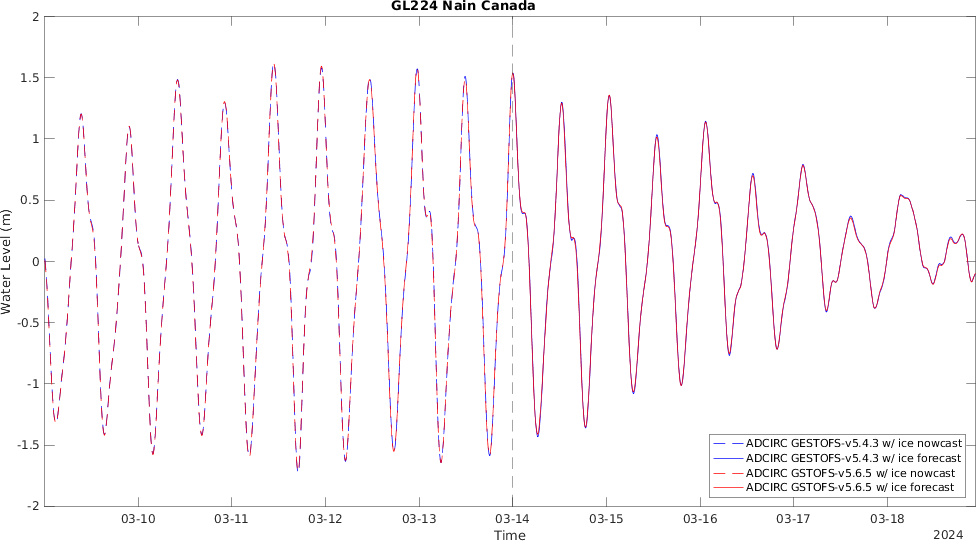 GL224 Nain Canada
2
1.5
1
0.5
0
-0.5
-1
-1.5
-2
Water Level (m)
ADCIRC GESTOFS-v5.4.3 w/ ice nowcast
ADCIRC GESTOFS-v5.4.3 w/ ice forecast
ADCIRC GSTOFS-v5.6.5 w/ ice nowcast
ADCIRC GSTOFS-v5.6.5 w/ ice forecast
03-10 03-11 03-12 03-13 03-14 03-15 03-16 03-17 03-18
Time
2024